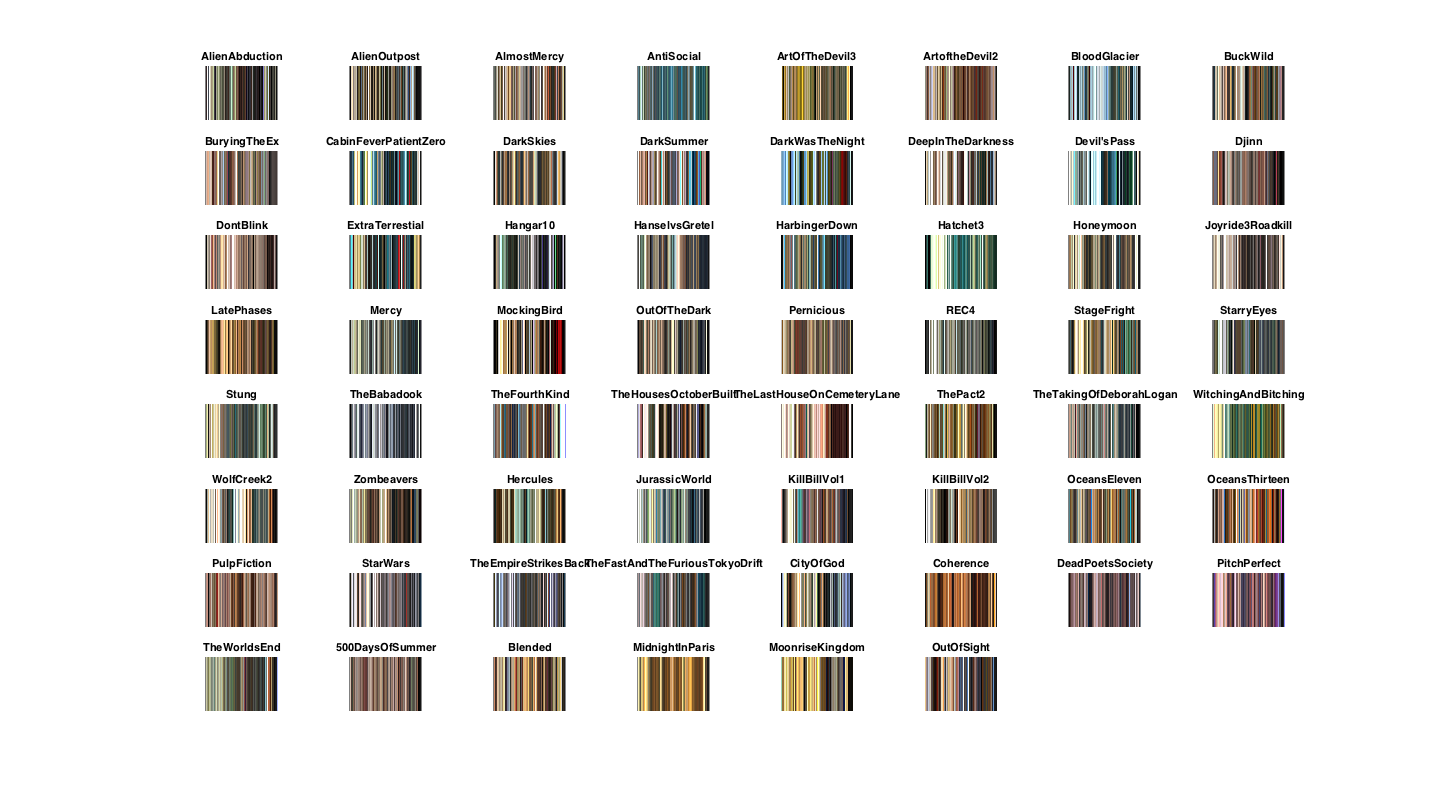 AlienAbduction AlienOutpost AlmostMercy AntiSocial ArtOfTheDevil3 ArtoftheDevil2 BloodGlacier BuckWild
BuryingTheEx CabinFeverPatientZero DarkSkies DarkSummer DarkWasTheNight DeepInTheDarkness Devil'sPass Djinn
DontBlink ExtraTerrestial Hangar10 HanselvsGretel HarbingerDown Hatchet3 Honeymoon Joyride3Roadkill
LatePhases Mercy MockingBird OutOfTheDark Pernicious REC4 StageFright StarryEyes
Stung TheBabadook TheFourthKind TheHousesOctoberBuilt TheLastHouseOnCemeteryLane ThePact2 TheTakingOfDeborahLogan WitchingAndBitching
WolfCreek2 Zombeavers Hercules JurassicWorld KillBillVol1 KillBillVol2 OceansEleven OceansThirteen
PulpFiction StarWars TheEmpireStrikesBack TheFastAndTheFuriousTokyoDrift CityOfGod Coherence DeadPoetsSociety PitchPerfect
TheWorldsEnd 500DaysOfSummer Blended MidnightInParis MoonriseKingdom OutOfSight